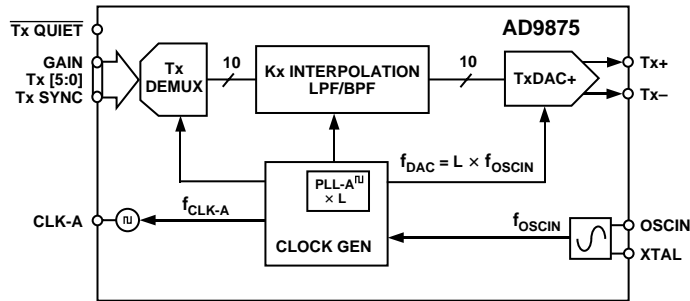 Tx QUIET
AD9875
GAIN
Tx [5:0]
Tx SYNC
Tx
DEMUX
10
Kx INTERPOLATION
LPF/BPF
10
TxDAC+
Tx+
Tx–
fDAC = L × fOSCIN
PLL-A
× L
fCLK-A
CLK-A
CLOCK GEN
fOSCIN
OSCIN
XTAL